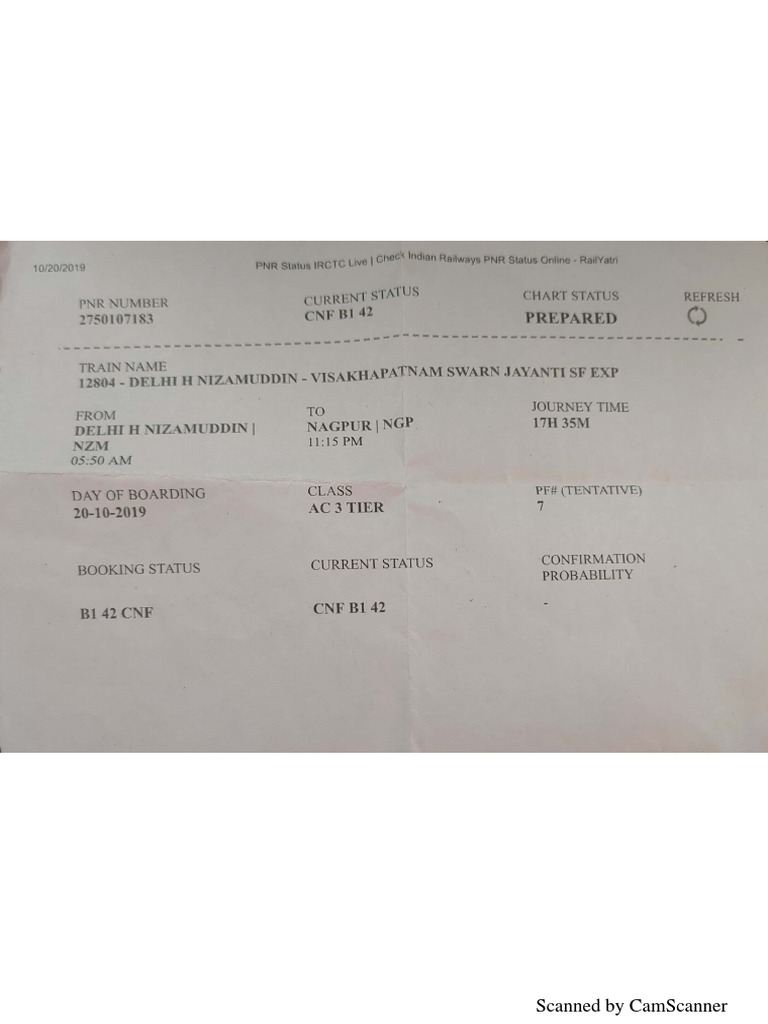 10/20/2019
PNR Status IRCTC Live | Check Indian Railways PNR Status Online - RailYatri
PNR NUMBER
2750107183
CURRENT STATUS
CNF B1 42
CHART STATUS
PREPARED
REFRESH
TRAIN NAME
12804 - DELHI H NIZAMUDDIN - VISAKHAPATNAM SWARN JAYANTI SF EXP
FROM
DELHI H NIZAMUDDIN |
NZM
05:50 AM
TO
NAGPUR | NGP
11:15 PM
JOURNEY TIME
17H 35M
DAY OF BOARDING
20-10-2019
CLASS
AC 3 TIER
PF# (TENTATIVE)
7
BOOKING STATUS
B1 42 CNF
CURRENT STATUS
CNF B1 42
CONFIRMATION
PROBABILITY
-
Scanned by CamScanner